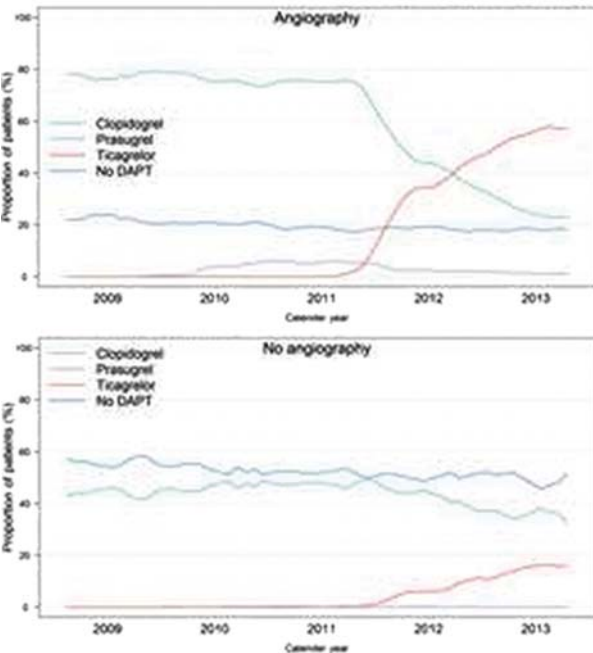 Angiography
100
80
60
40
20
0
Proportion of patients (%)
Clopidogrel
Prasugrel
Ticagrelor
No DAPT
2009 2010 2011 2012 2013
Calender year
No angiography
100
80
60
40
20
0
Proportion of patients (%)
Clopidogrel
Prasugrel
Ticagrelor
No DAPT
2009 2010 2011 2012 2013
Calender year